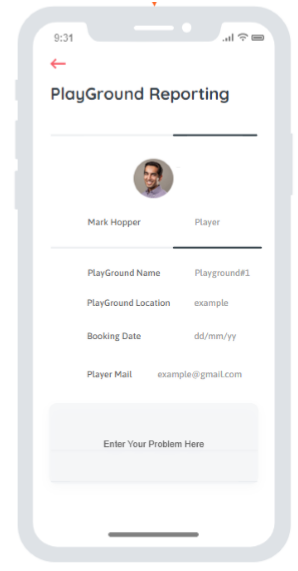 9:31
PlayGround Reporting
Mark Hopper Player
PlayGround Name Playground#1
PlayGround Location example
Booking Date dd/mm/yy
Player Mail example@gmail.com
Enter Your Problem Here